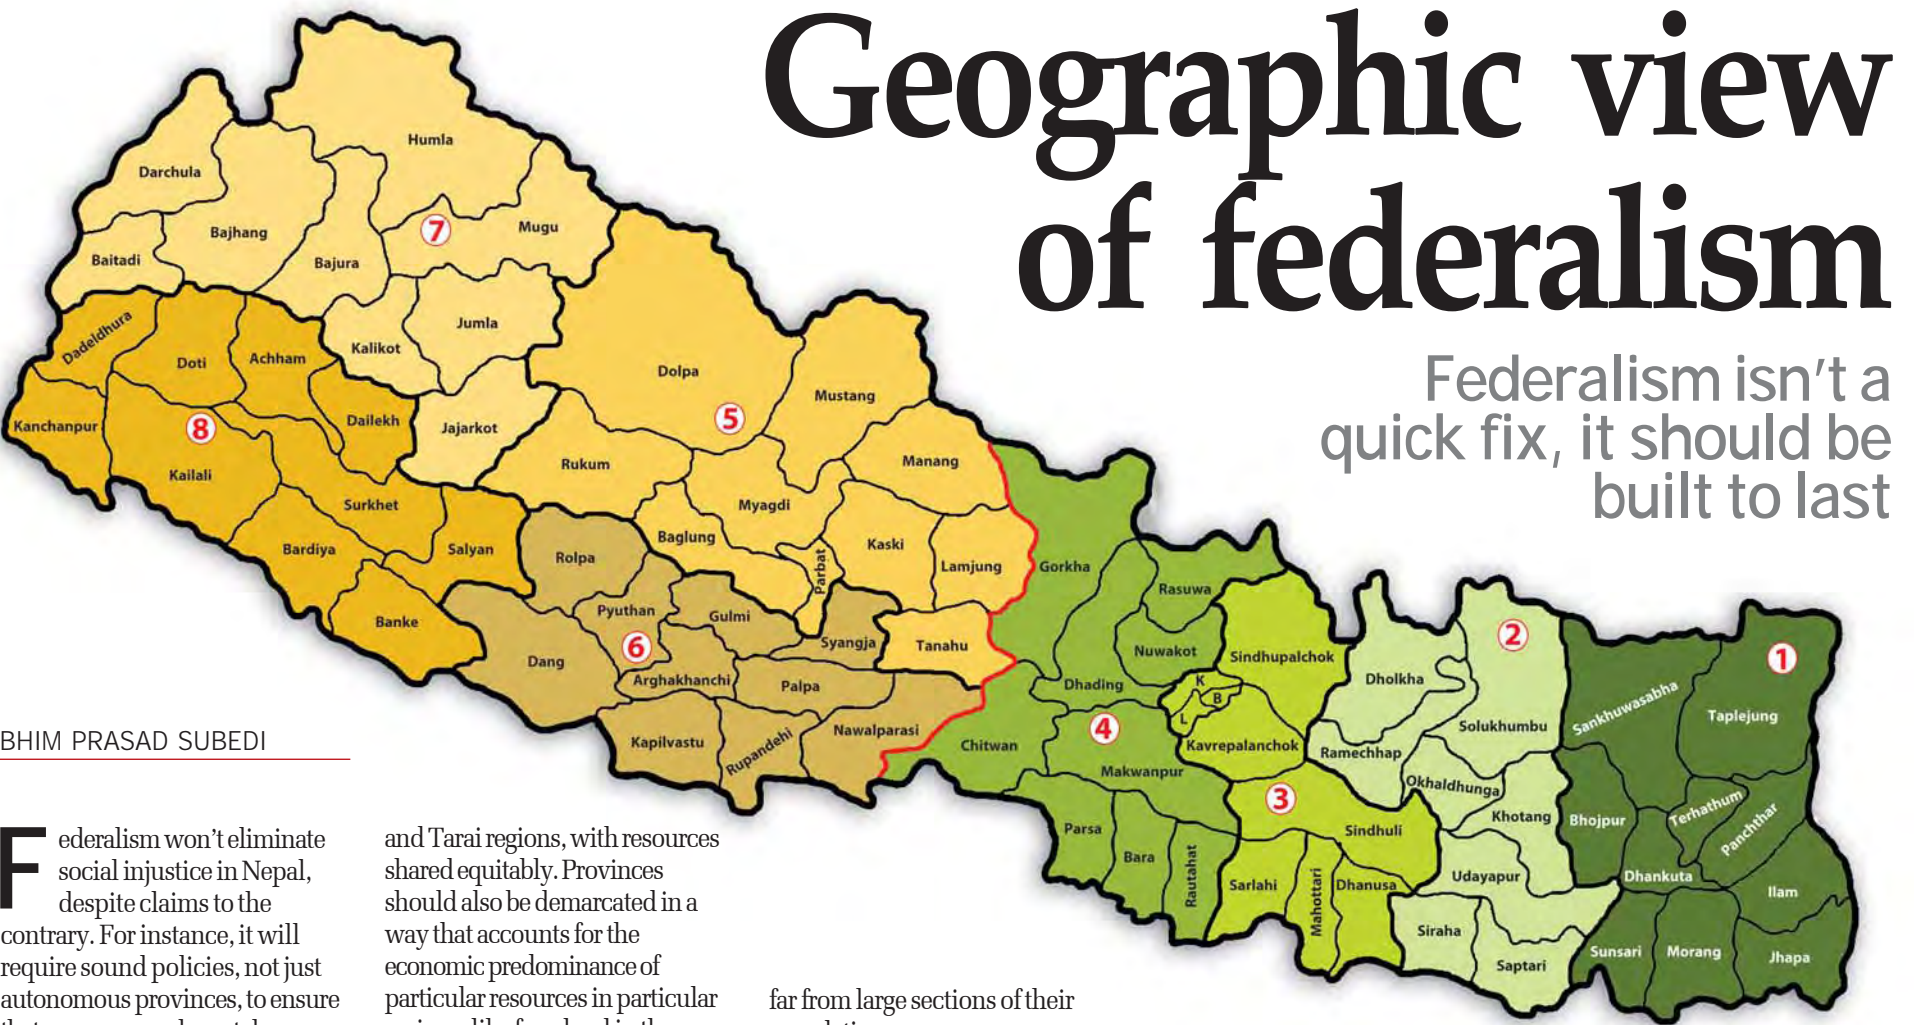 Geographic view
of federalism
Federalism isn't a
quick fix, it should be
built to last
Humla
Darchula
Bajhang
7
Mugu
Baitadi
Bajura
Dadeldhura
Doti
Achham
Kalikot
Jumla
Dolpa
Mustang
Kanchanpur
8
Dailekh
Jajarkot
5
Kailali
Rukum
Manang
Surkhet
Myagdi
Bardiya
Salyan
Rolpa
Baglung
Parbat
Kaski
Lamjung
Gorkha
Rasuwa
Banke
Pyuthan
Gulmi
Syangja
Tanahu
Nuwakot
Sindhupalchok
Dang
6
Arghakhanchi
Palpa
Dhading
K
B
L
Dholkha
2
1
Kapilvastu
Rupandehi
Nawalparasi
Chitwan
4
Kavrepalanchok
Ramechhap
Solukhumbu
Sankhuwasabha
Taplejung
Makwanpur
3
Okhaldhunga
Khotang
Bhojpur
Terhathum
Panchthar
Parsa
Bara
Rautahat
Sindhuli
Sarlahi
Mahottari
Dhanusa
Udayapur
Dhankuta
Ilam
Siraha
Saptari
Sunsari
Morang
Jhapa
BHIM PRASAD SUBEDI
Federalism won't eliminate
social injustice in Nepal,
despite claims to the
contrary. For instance, it will
require sound policies, not just
autonomous provinces, to ensure
and Tarai regions, with resources
shared equitably. Provinces
should also be demarcated in a
way that accounts for the
economic predominance of
particular resources in particular
far from large sections of their